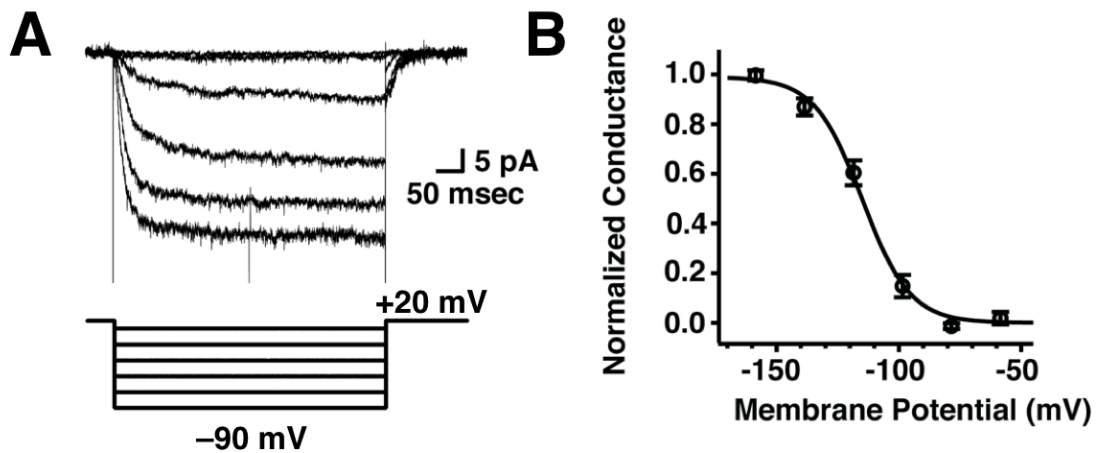 A
5 pA
50 msec
+20 mV
–90 mV
B
Normalized Conductance
1.0
0.8
0.6
0.4
0.2
0.0
-150
-100
-50
Membrane Potential (mV)